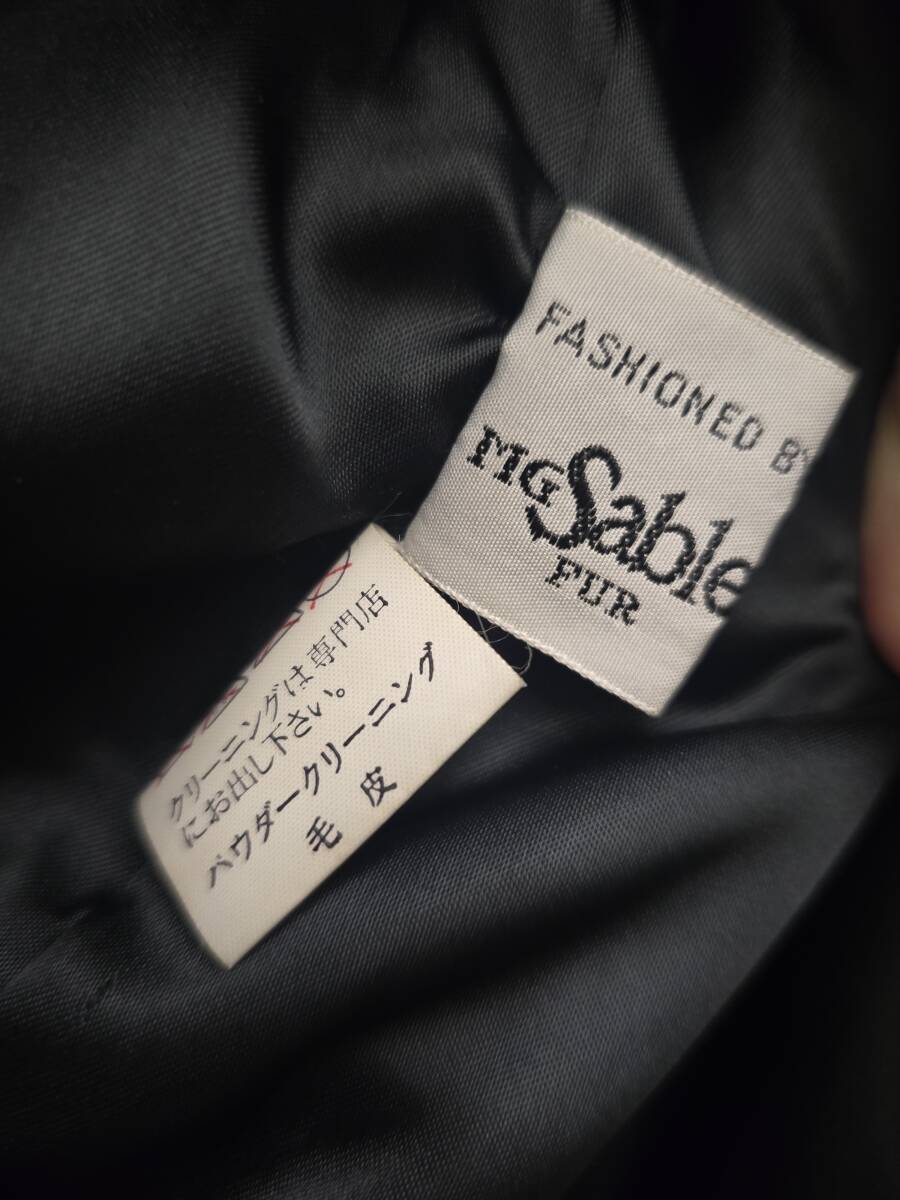 FASHIONED BY
MG Sable
FUR
クリーニングは専門店
にお出し下さい。
パウダークリーニング
毛皮